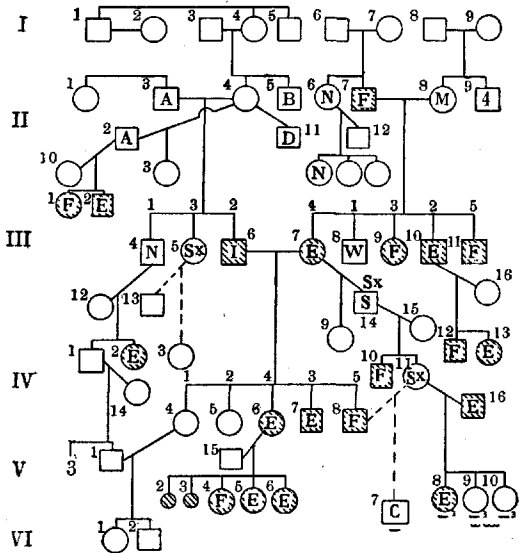 I 1 2 3 4 5 6 7 8 9
1 3 4 5 6 7 8 9
A B N F M 4
II 2 A D 11 12
10 3 N
1 F 2 E
1 3 2 4 1 3 2 5
III 4 N 5 Sx I 6 7 E 8 W 9 F 10 E 11 F
Sx 16
12 13 S 14 15
9 12 F 13 E
1 2 E 3 10 F 11 Sx
IV 1 2 4 3 5
14 4 5 6 E 7 E 8 F E 16
3 1 15
V 2 3 4 F 5 E 6 E 7 C 8 E 9 10
3 3 3
VI 1 2